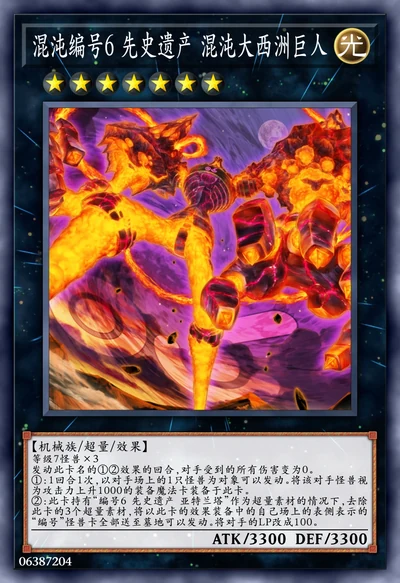 混沌编号6 先史遗产 混沌大西洲巨人
光
【机械族/超量/效果】
等级7怪兽×3
发动此卡名的①②效果的回合,对手受到的所有伤害变为0。
①:1回合1次,以对手场上的1只怪兽为对象可以发动。将该对手怪兽视
为攻击力上升1000的装备魔法卡装备于此卡。
②:此卡持有"编号6 先史遗产 亚特兰塔"作为超量素材的情况下,去除
此卡的3个超量素材,将以此卡的效果装备中的自己场上的表侧表示的
"编号"怪兽卡全部送至墓地可以发动。将对手的LP改成100。
ATK/3300 DEF/3300
06387204